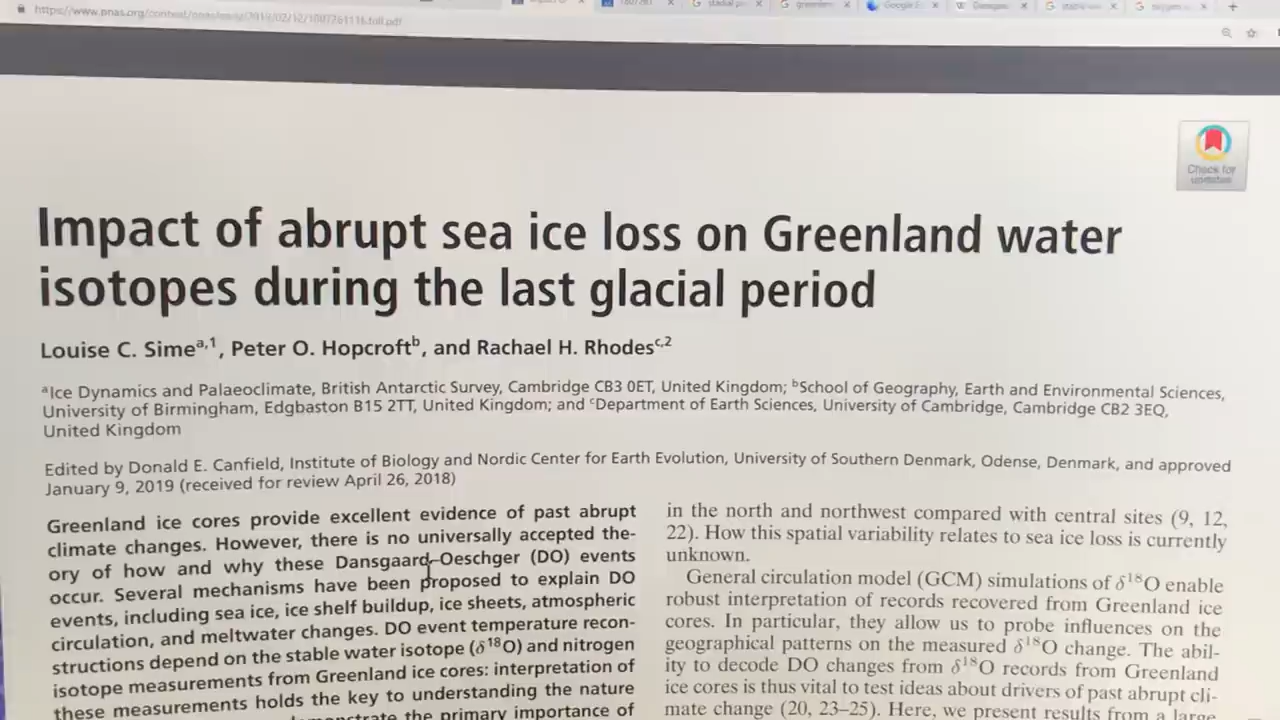 Check for
updates
Impact of abrupt sea ice loss on Greenland water
isotopes during the last glacial period
Louise C. Sime^a,1, Peter O. Hopcroft^b, and Rachael H. Rhodes^c,2
^aIce Dynamics and Palaeoclimate, British Antarctic Survey, Cambridge CB3 0ET, United Kingdom; ^bSchool of Geography, Earth and Environmental Sciences,
University of Birmingham, Edgbaston B15 2TT, United Kingdom; and ^cDepartment of Earth Sciences, University of Cambridge, Cambridge CB2 3EQ,
United Kingdom
Edited by Donald E. Canfield, Institute of Biology and Nordic Center for Earth Evolution, University of Southern Denmark, Odense, Denmark, and approved
January 9, 2019 (received for review April 26, 2018)
Greenland ice cores provide excellent evidence of past abrupt
climate changes. However, there is no universally accepted the-
ory of how and why these Dansgaard–Oeschger (DO) events
occur. Several mechanisms have been proposed to explain DO
events, including sea ice, ice shelf buildup, ice sheets, atmospheric
circulation, and meltwater changes. DO event temperature recon-
structions depend on the stable water isotope (δ18O) and nitrogen
isotope measurements from Greenland ice cores: interpretation of
these measurements holds the key to understanding the nature
the primary importance of
in the north and northwest compared with central sites (9, 12,
22). How this spatial variability relates to sea ice loss is currently
unknown.
General circulation model (GCM) simulations of δ18O enable
robust interpretation of records recovered from Greenland ice
cores. In particular, they allow us to probe influences on the
geographical patterns on the measured δ18O change. The abil-
ity to decode DO changes from δ18O records from Greenland
ice cores is thus vital to test ideas about drivers of past abrupt cli-
mate change (20, 23–25). Here, we present results from a large